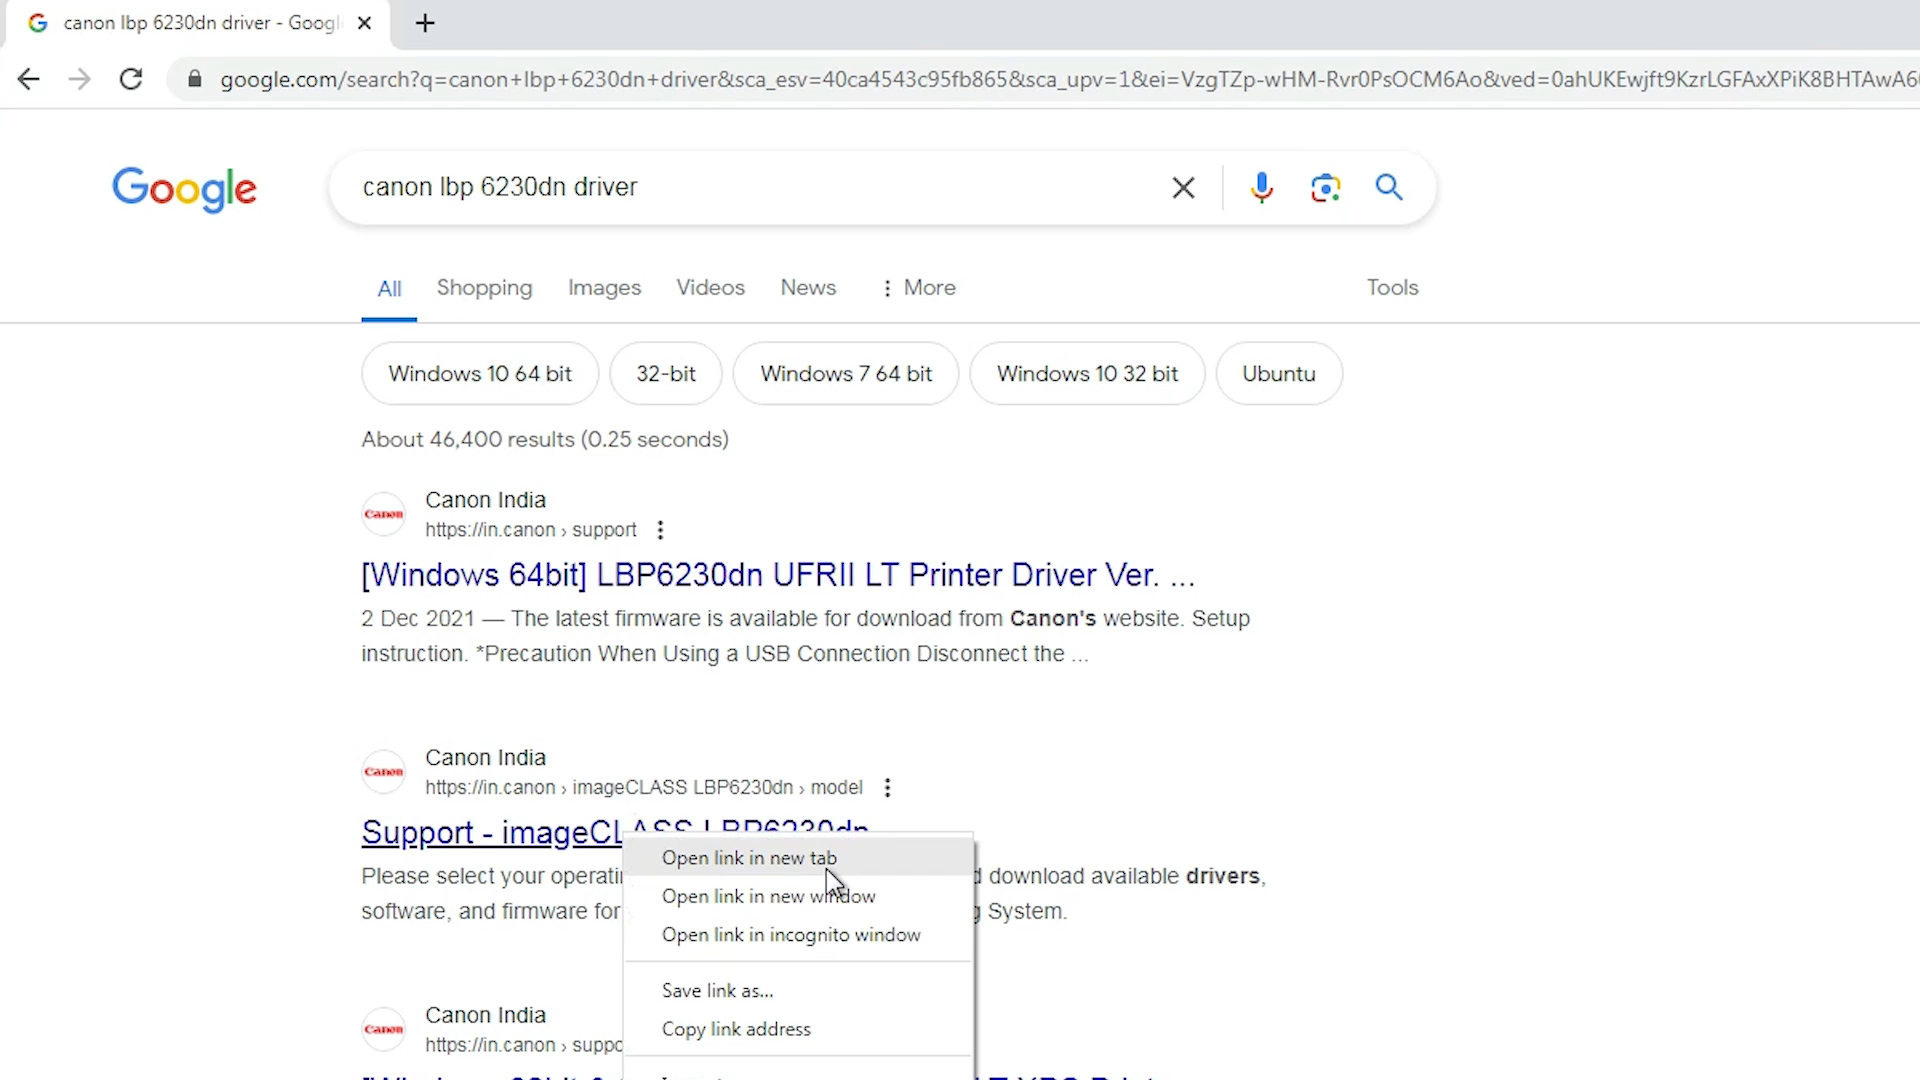 canon lbp 6230dn driver - Googl
google.com/search?q=canon+lbp+6230dn+driver&sca_esv=40ca4543c95fb865&sca_upv=1&ei=VzgTZp-wHM-Rvr0PsOCM6Ao&ved=0ahUKEwjft9KzrLGFAxXPiK8BHTAwA6
Google
canon lbp 6230dn driver
All Shopping Images Videos News More Tools
Windows 10 64 bit 32-bit Windows 7 64 bit Windows 10 32 bit Ubuntu
About 46,400 results (0.25 seconds)
Canon India
Canon
https://in.canon › support
[Windows 64bit] LBP6230dn UFRII LT Printer Driver Ver. ...
2 Dec 2021 — The latest firmware is available for download from Canon's website. Setup
instruction. *Precaution When Using a USB Connection Disconnect the ...
Canon India
Canon
https://in.canon › imageCLASS LBP6230dn › model
Support - imageCLASS LBP6230dn
Open link in new tab
Please select your operati d download available drivers,
Open link in new window
software, and firmware for g System.
Open link in incognito window
Save link as...
Canon India
Copy link address
Canon
https://in.canon › suppo